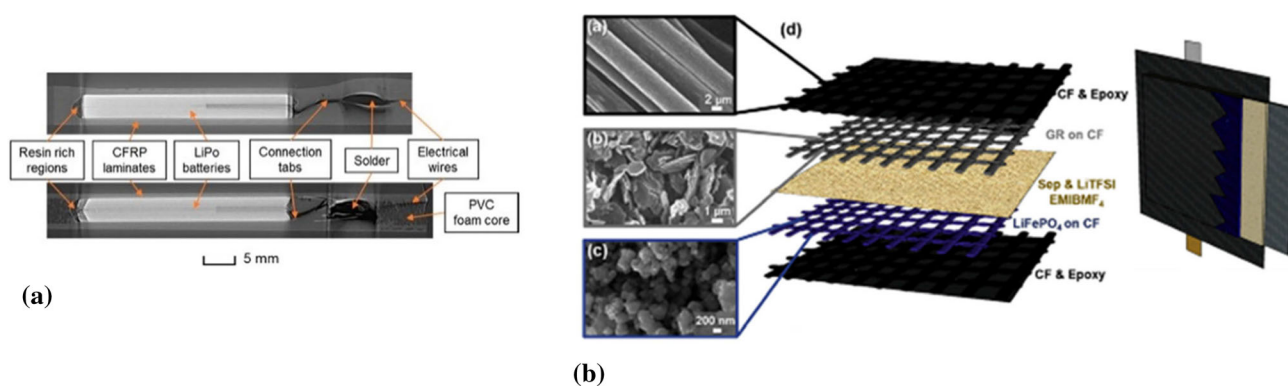 Resin rich
regions
CFRP
laminates
LiPo
batteries
Connection
tabs
Solder
Electrical
wires
PVC
foam core
5 mm
(a)
(a)
2 μm
(b)
1 μm
(c)
200 nm
(d)
CF & Epoxy
GR on CF
Sep & LiTFSI
EMIBMF₄
LiFePO₄ on CF
CF & Epoxy
(b)